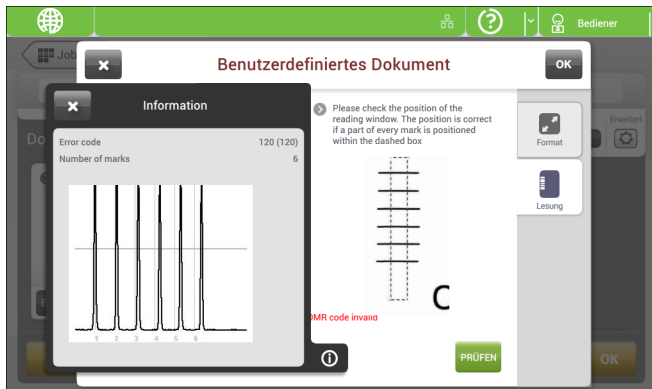 Bediener
Job
Benutzerdefiniertes Dokument
OK
Information
Error code 120 (120)
Number of marks 6
1 2 3 4 5 6
Please check the position of the
reading window. The position is correct
if a part of every mark is positioned
within the dashed box
C
OMR code invalid
PRÜFEN
Format
Lesung
Erweitert
Do
OK